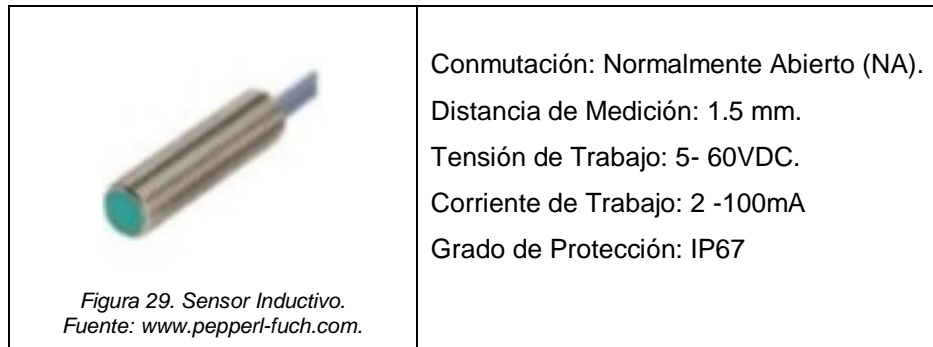 Conmutación: Normalmente Abierto (NA).
Distancia de Medición: 1.5 mm.
Tensión de Trabajo: 5- 60VDC.
Corriente de Trabajo: 2 -100mA
Grado de Protección: IP67
Figura 29. Sensor Inductivo.
Fuente: www.pepperl-fuch.com.